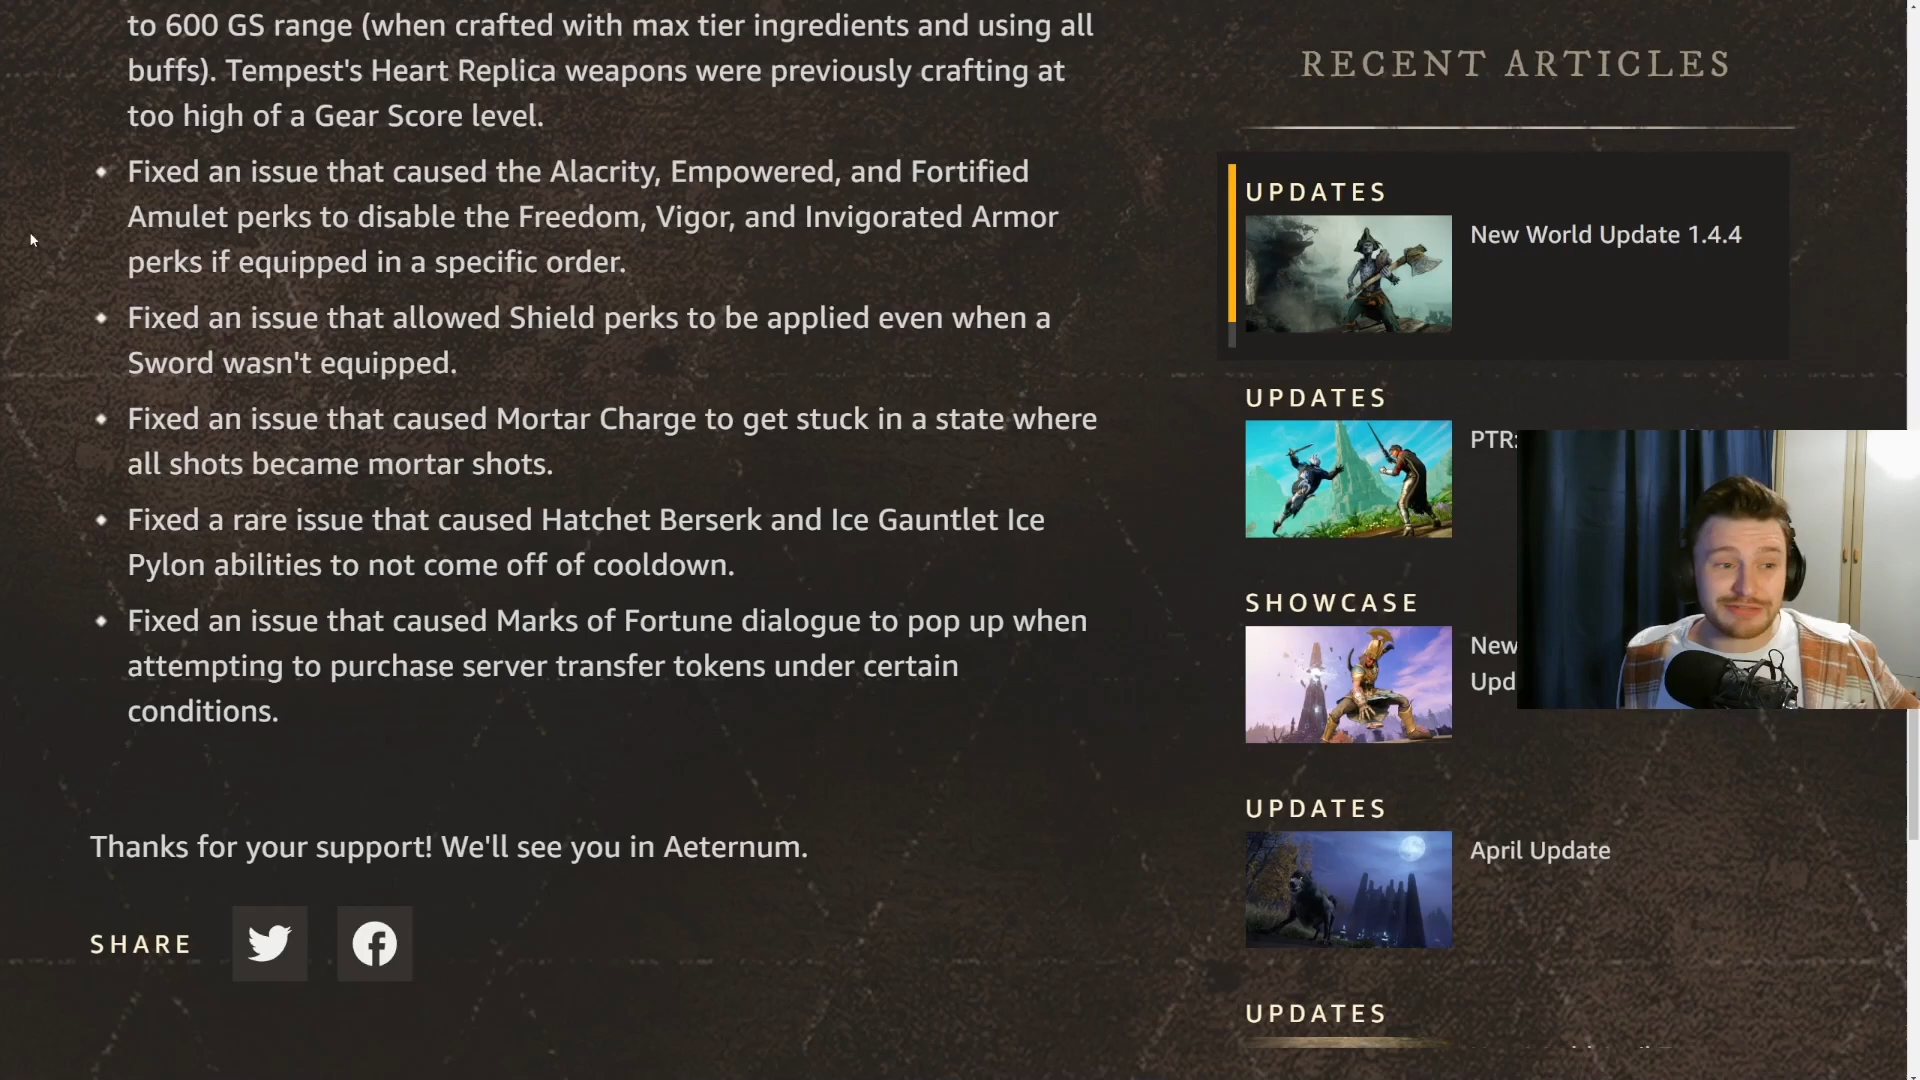 to 600 GS range (when crafted with max tier ingredients and using all
buffs). Tempest's Heart Replica weapons were previously crafting at
too high of a Gear Score level.
Fixed an issue that caused the Alacrity, Empowered, and Fortified
Amulet perks to disable the Freedom, Vigor, and Invigorated Armor
perks if equipped in a specific order.
Fixed an issue that allowed Shield perks to be applied even when a
Sword wasn't equipped.
Fixed an issue that caused Mortar Charge to get stuck in a state where
all shots became mortar shots.
Fixed a rare issue that caused Hatchet Berserk and Ice Gauntlet Ice
Pylon abilities to not come off of cooldown.
Fixed an issue that caused Marks of Fortune dialogue to pop up when
attempting to purchase server transfer tokens under certain
conditions.
Thanks for your support! We'll see you in Aeternum.
SHARE
RECENT ARTICLES
UPDATES
New World Update 1.4.4
UPDATES
PTR:
SHOWCASE
New
Upd
UPDATES
April Update
UPDATES